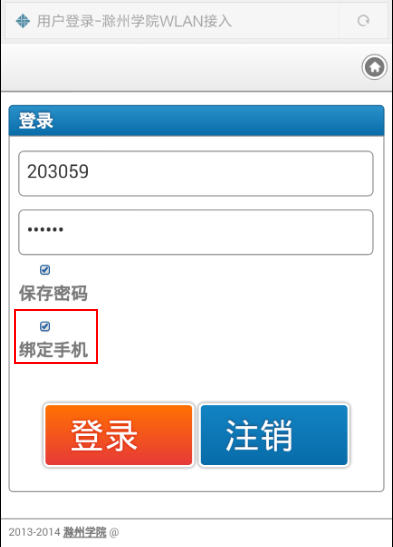 用户登录-滁州学院WLAN接入
登录
203059
••••••
保存密码
绑定手机
登录 注销
2013-2014 滁州学院 @